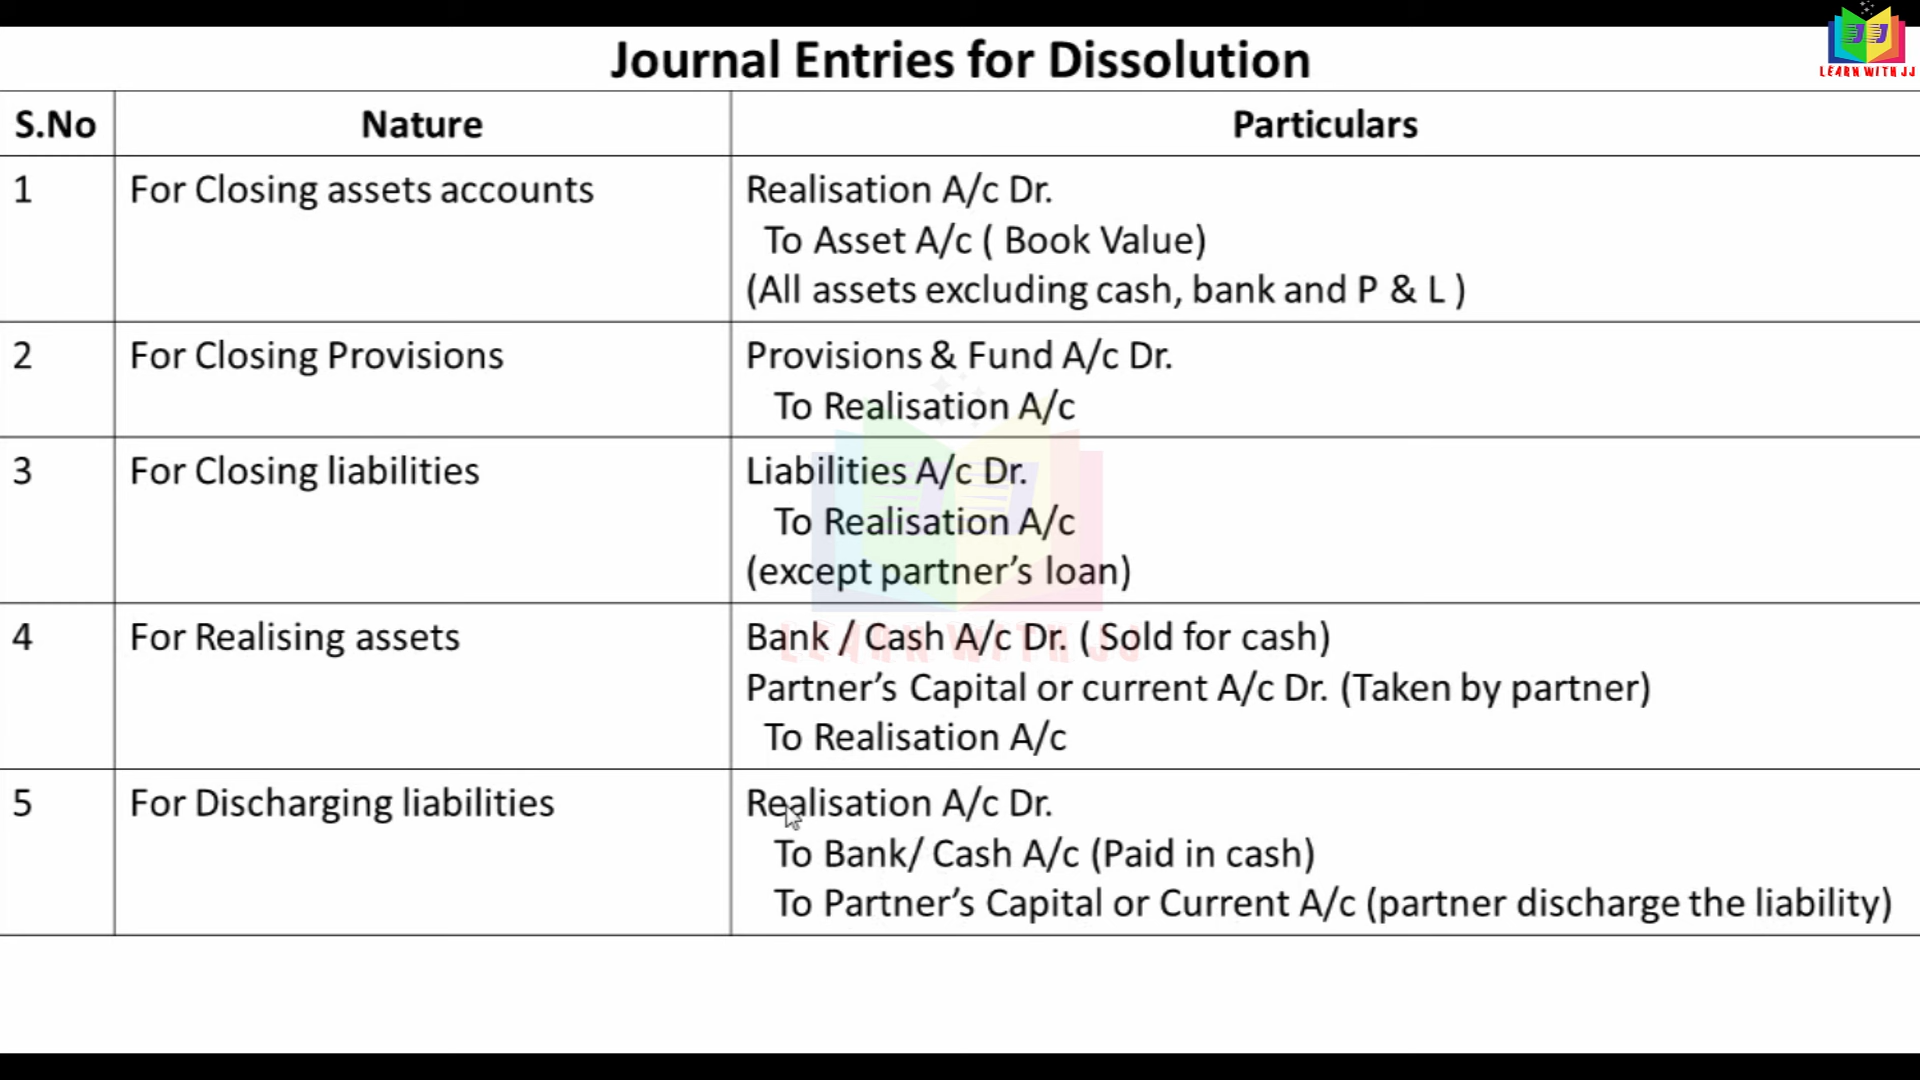 Journal Entries for Dissolution
LEARN WITH JJ
S.No Nature Particulars
1 For Closing assets accounts Realisation A/c Dr.
To Asset A/c ( Book Value)
(All assets excluding cash, bank and P & L )
2 For Closing Provisions Provisions & Fund A/c Dr.
To Realisation A/c
3 For Closing liabilities Liabilities A/c Dr.
To Realisation A/c
(except partner’s loan)
4 For Realising assets Bank / Cash A/c Dr. ( Sold for cash)
LEARN WITH JJ
Partner’s Capital or current A/c Dr. (Taken by partner)
To Realisation A/c
5 For Discharging liabilities Realisation A/c Dr.
To Bank/ Cash A/c (Paid in cash)
To Partner’s Capital or Current A/c (partner discharge the liability)